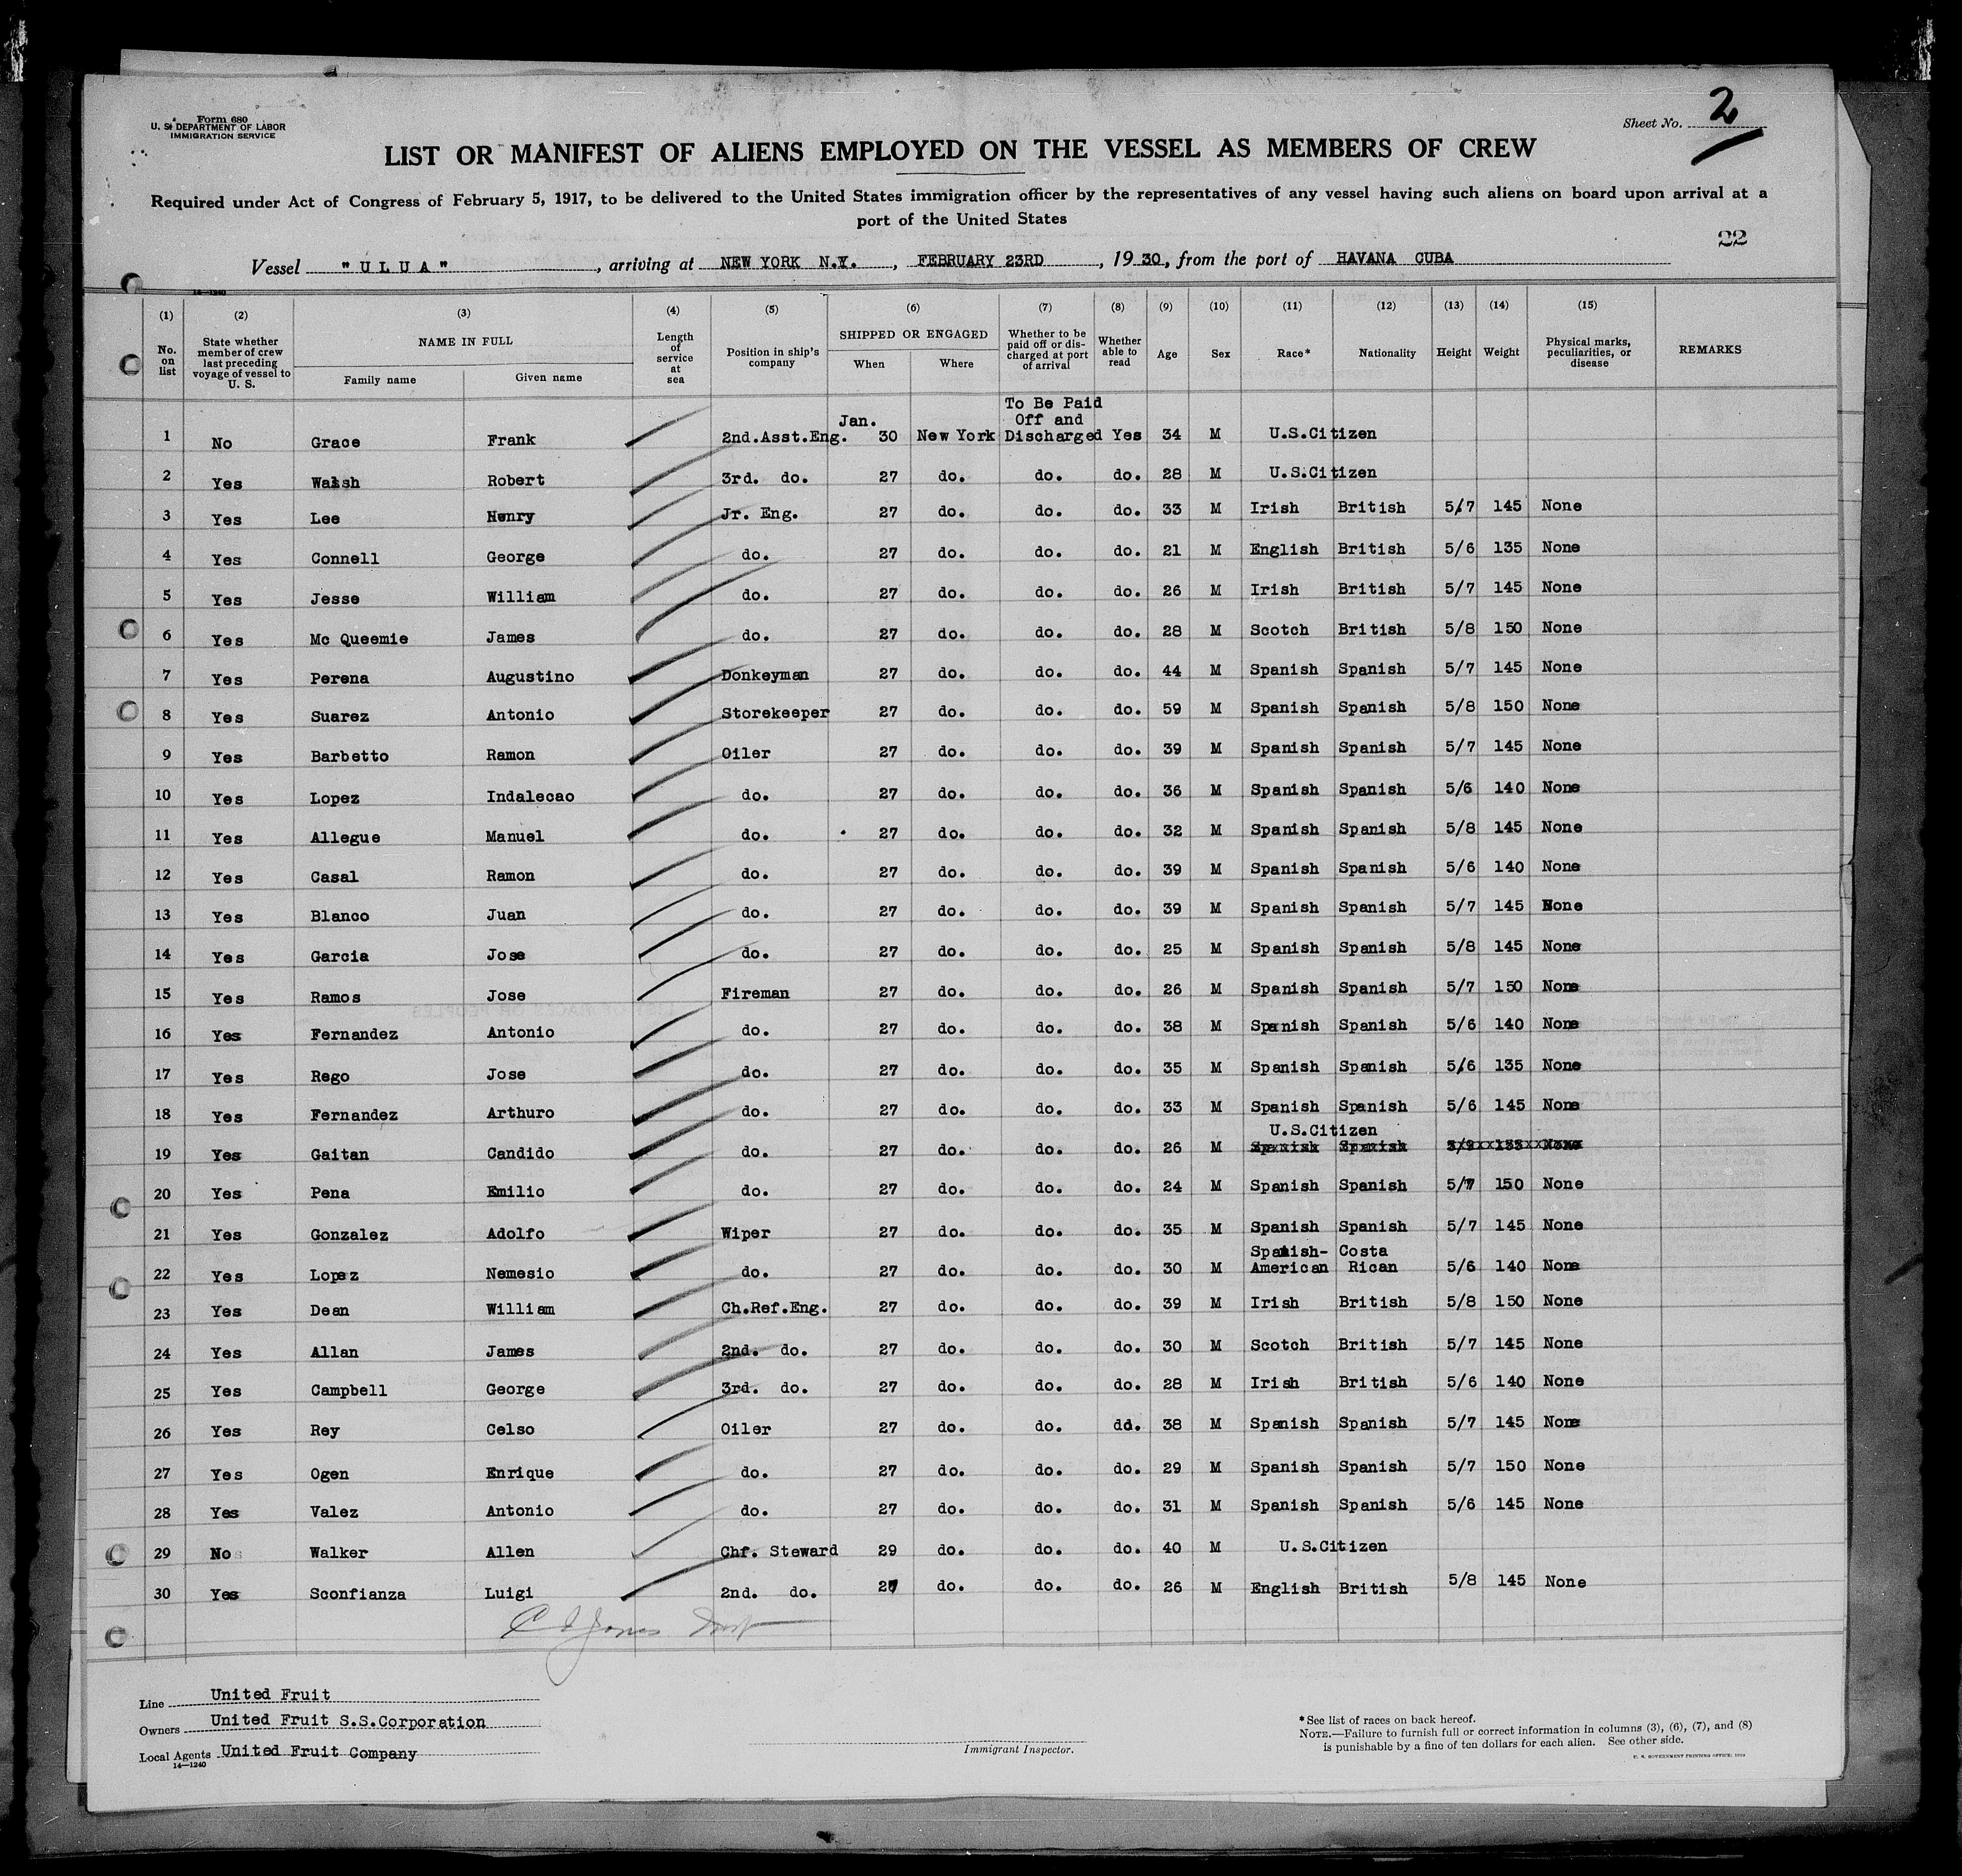 Form 680
U. S. DEPARTMENT OF LABOR
IMMIGRATION SERVICE
Sheet No. 2
LIST OR MANIFEST OF ALIENS EMPLOYED ON THE VESSEL AS MEMBERS OF CREW
Required under Act of Congress of February 5, 1917, to be delivered to the United States immigration officer by the representatives of any vessel having such aliens on board upon arrival at a
port of the United States
22
Vessel "ULUA", arriving at NEW YORK N.Y., FEBRUARY 23RD, 1930, from the port of HAVANA CUBA
14—1240
(1) (2) (3) (4) (5) (6) (7) (8) (9) (10) (11) (12) (13) (14) (15)
No. on list | State whether member of crew last preceding voyage of vessel to U. S. | NAME IN FULL | Family name | Given name | Length of service at sea | Position in ship's company | SHIPPED OR ENGAGED | When | Where | Whether to be paid off or discharged at port of arrival | Whether able to read | Age | Sex | Race* | Nationality | Height | Weight | Physical marks, peculiarities, or disease | REMARKS
1 No Grace Frank 2nd.Asst.Eng. Jan. 30 New York To Be Paid Off and Discharged Yes 34 M U.S.Citizen
2 Yes Walsh Robert 3rd. do. 27 do. do. do. 28 M U.S.Citizen
3 Yes Lee Henry Jr. Eng. 27 do. do. do. 33 M Irish British 5/7 145 None
4 Yes Connell George do. 27 do. do. do. 21 M English British 5/6 135 None
5 Yes Jesse William do. 27 do. do. do. 26 M Irish British 5/7 145 None
6 Yes Mc Queemie James do. 27 do. do. do. 28 M Scotch British 5/8 150 None
7 Yes Perena Augustino Donkeyman 27 do. do. do. 44 M Spanish Spanish 5/7 145 None
8 Yes Suarez Antonio Storekeeper 27 do. do. do. 59 M Spanish Spanish 5/8 150 None
9 Yes Barbetto Ramon Oiler 27 do. do. do. 39 M Spanish Spanish 5/7 145 None
10 Yes Lopez Indalecao do. 27 do. do. do. 36 M Spanish Spanish 5/6 140 None
11 Yes Allegue Manuel do. 27 do. do. do. 32 M Spanish Spanish 5/8 145 None
12 Yes Casal Ramon do. 27 do. do. do. 39 M Spanish Spanish 5/6 140 None
13 Yes Blanco Juan do. 27 do. do. do. 39 M Spanish Spanish 5/7 145 None
14 Yes Garcia Jose do. 27 do. do. do. 25 M Spanish Spanish 5/8 145 None
15 Yes Ramos Jose Fireman 27 do. do. do. 26 M Spanish Spanish 5/7 150 None
16 Yes Fernandez Antonio do. 27 do. do. do. 38 M Spanish Spanish 5/6 140 None
17 Yes Rego Jose do. 27 do. do. do. 35 M Spanish Spanish 5/6 135 None
18 Yes Fernandez Arthuro do. 27 do. do. do. 33 M Spanish Spanish 5/6 145 None
19 Yes Gaitan Candido do. 27 do. do. do. 26 M U.S.Citizen
20 Yes Pena Emilio do. 27 do. do. do. 24 M Spanish Spanish 5/7 150 None
21 Yes Gonzalez Adolfo Wiper 27 do. do. do. 35 M Spanish Spanish 5/7 145 None
22 Yes Lopez Nemesio do. 27 do. do. do. 30 M Spanish-American Costa Rican 5/6 140 None
23 Yes Dean William Ch.Ref.Eng. 27 do. do. do. 39 M Irish British 5/8 150 None
24 Yes Allan James 2nd. do. 27 do. do. do. 30 M Scotch British 5/7 145 None
25 Yes Campbell George 3rd. do. 27 do. do. do. 28 M Irish British 5/6 140 None
26 Yes Rey Celso Oiler 27 do. do. dd. 38 M Spanish Spanish 5/7 145 None
27 Yes Ogen Enrique do. 27 do. do. do. 29 M Spanish Spanish 5/7 150 None
28 Yes Valez Antonio do. 27 do. do. do. 31 M Spanish Spanish 5/6 145 None
29 No Walker Allen Chf. Steward 29 do. do. do. 40 M U.S.Citizen
30 Yes Sconfianza Luigi 2nd. do. 27 do. do. do. 26 M English British 5/8 145 None
Jones
Line United Fruit
Owners United Fruit S.S.Corporation
Local Agents United Fruit Company
14—1240
Immigrant Inspector.
*See list of races on back hereof.
NOTE.—Failure to furnish full or correct information in columns (3), (6), (7), and (8)
is punishable by a fine of ten dollars for each alien. See other side.
U. S. GOVERNMENT PRINTING OFFICE: